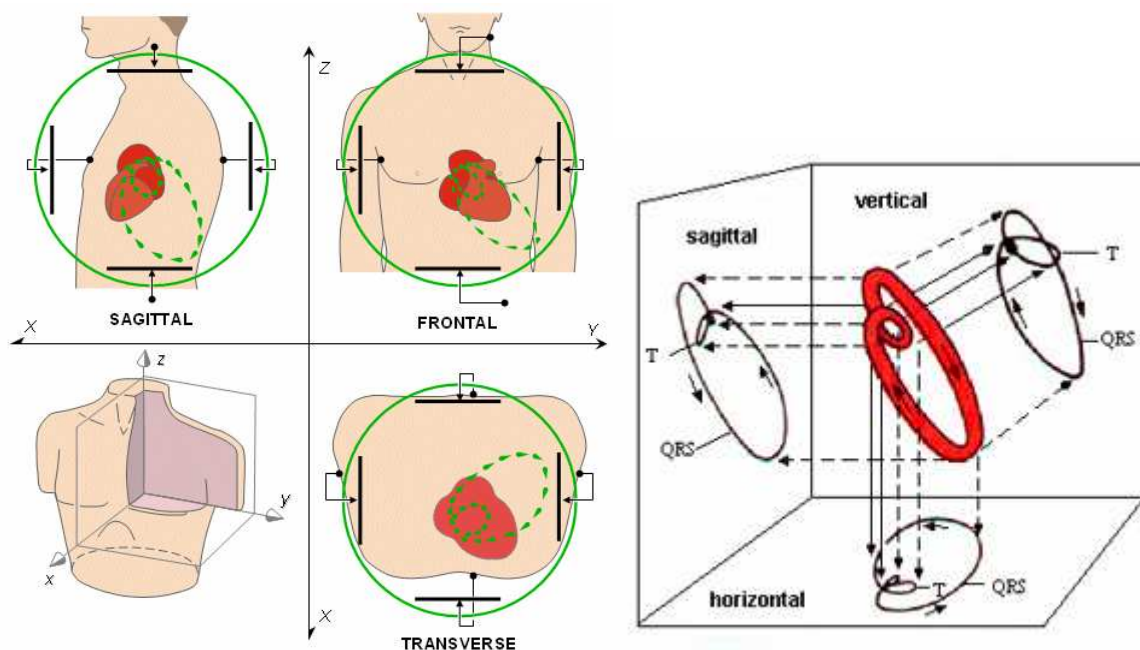 Z
SAGITTAL
FRONTAL
X
Y
z
y
x
X
TRANSVERSE
vertical
sagittal
T
T
QRS
QRS
T
QRS
horizontal